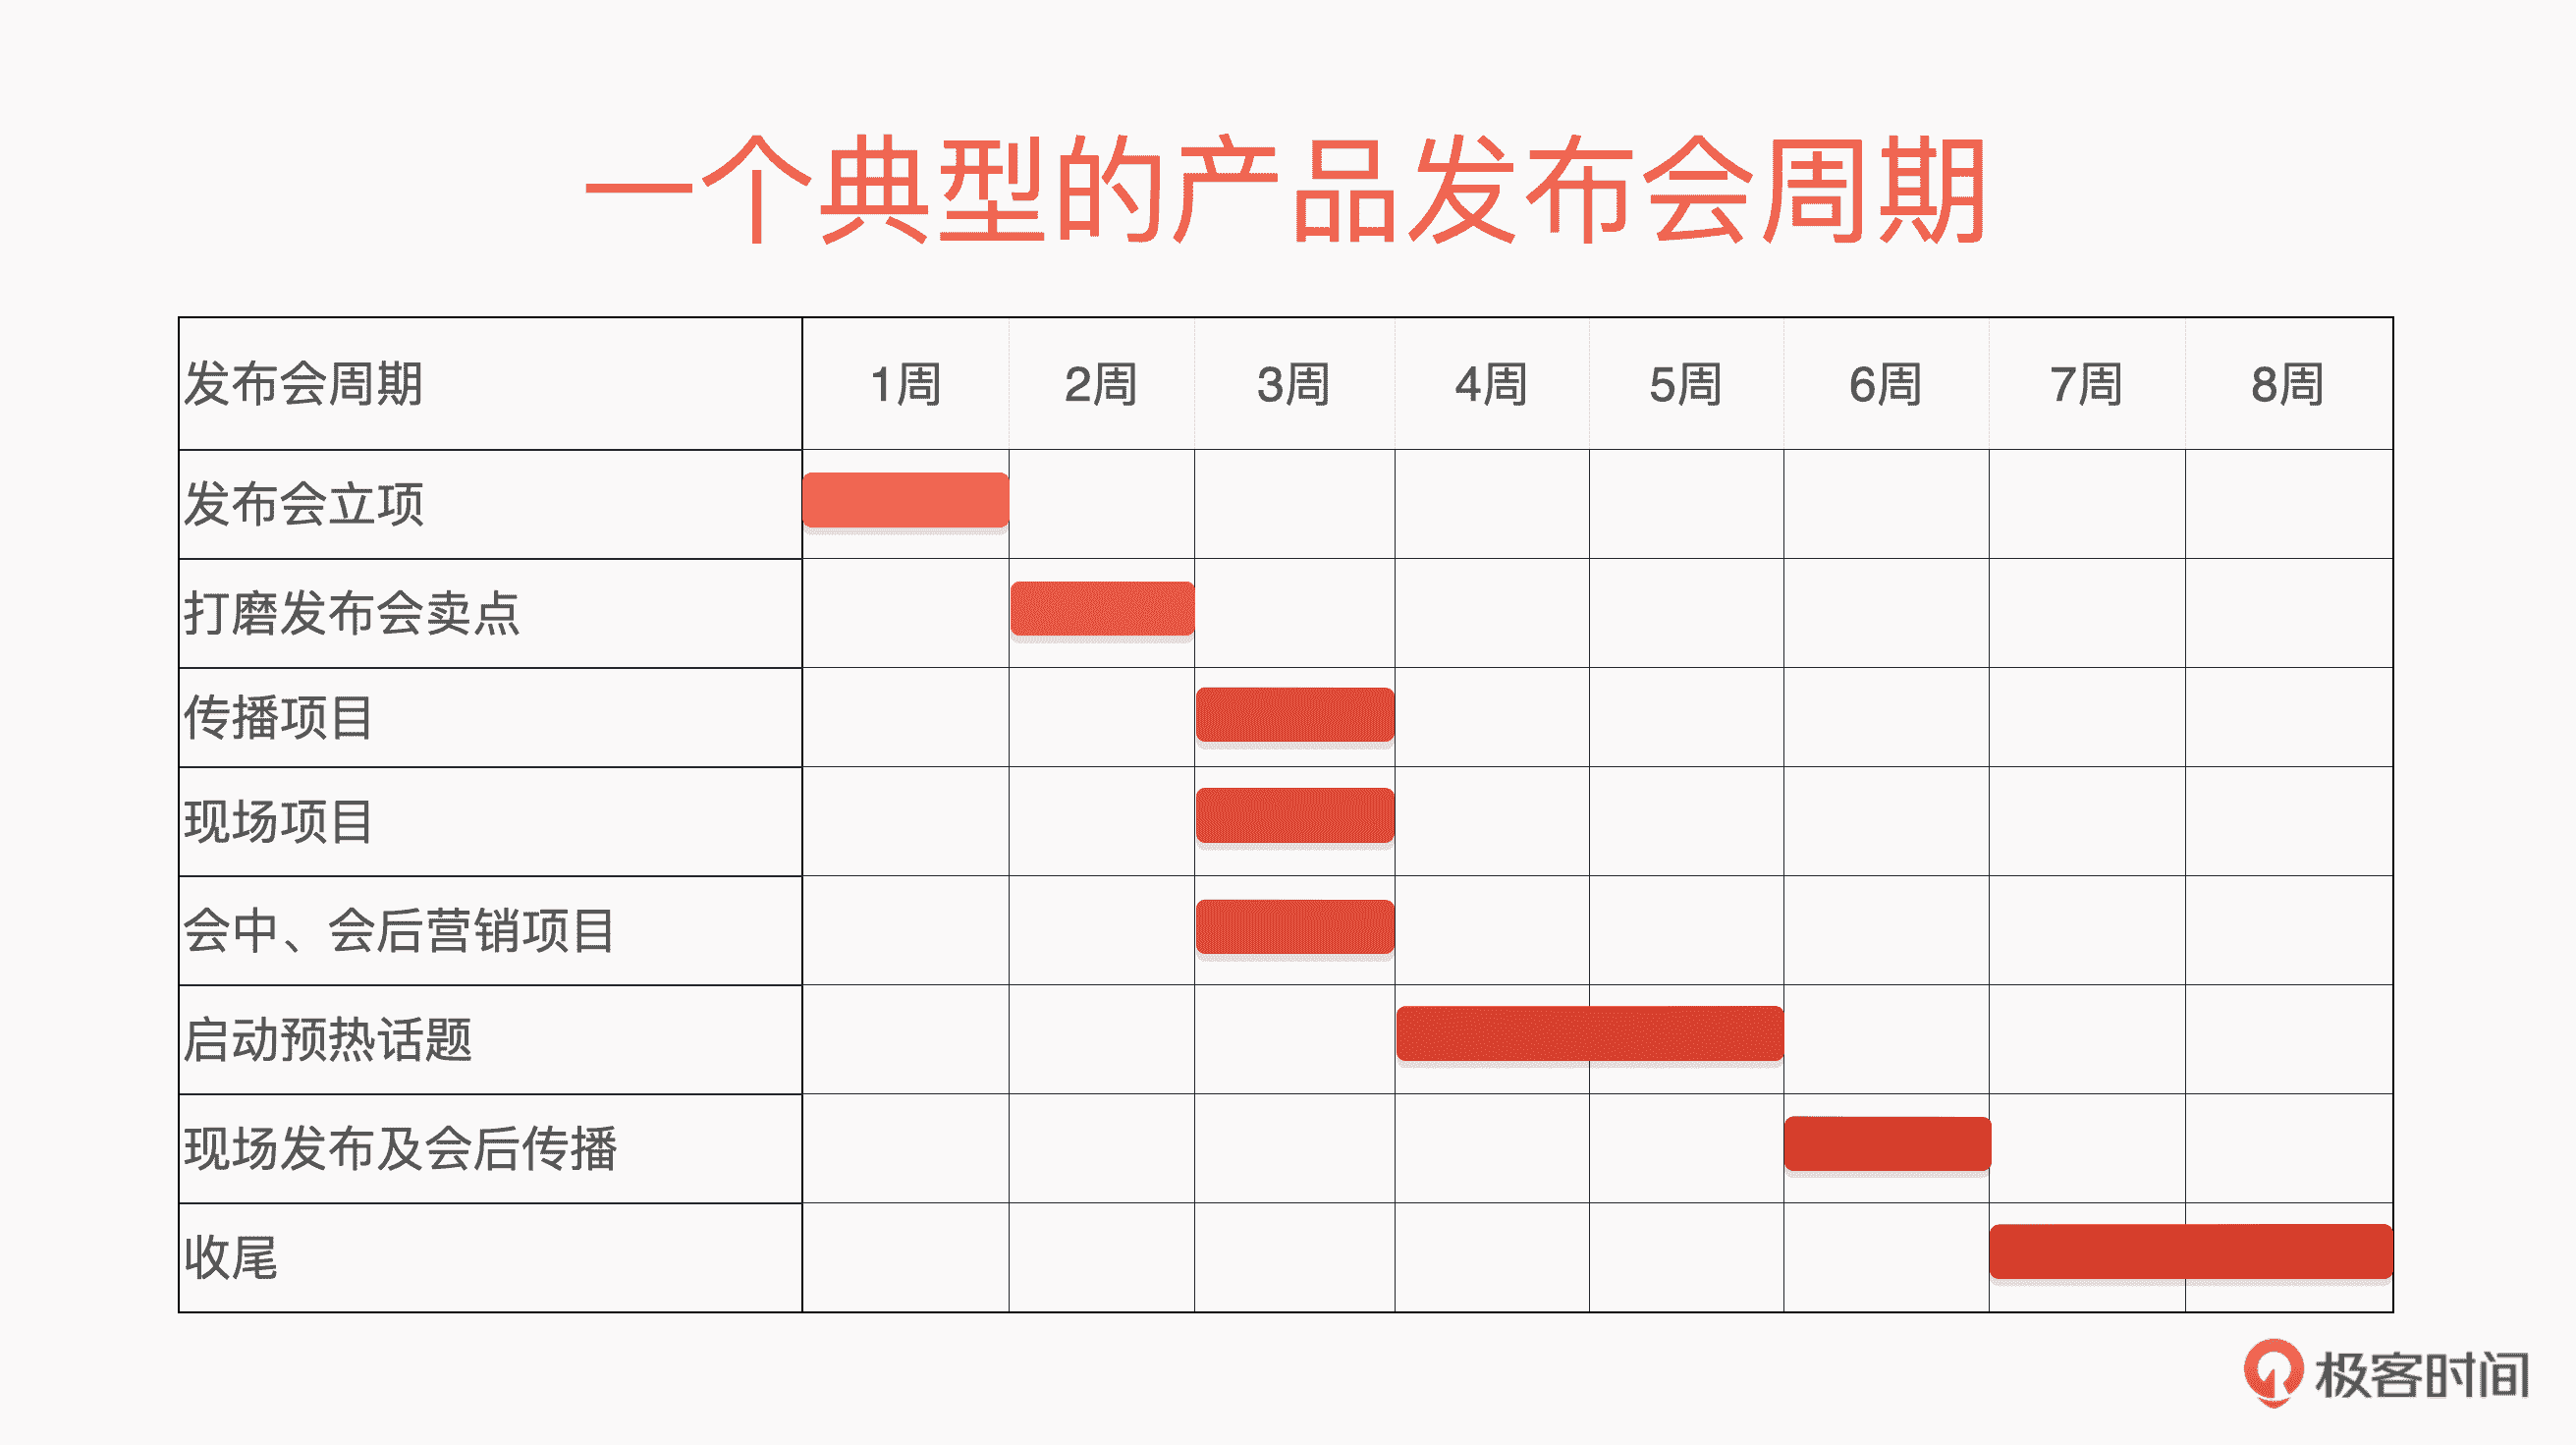 一个典型的产品发布会周期
发布会周期 1周 2周 3周 4周 5周 6周 7周 8周
发布会立项
打磨发布会卖点
传播项目
现场项目
会中、会后营销项目
启动预热话题
现场发布及会后传播
收尾
极客时间